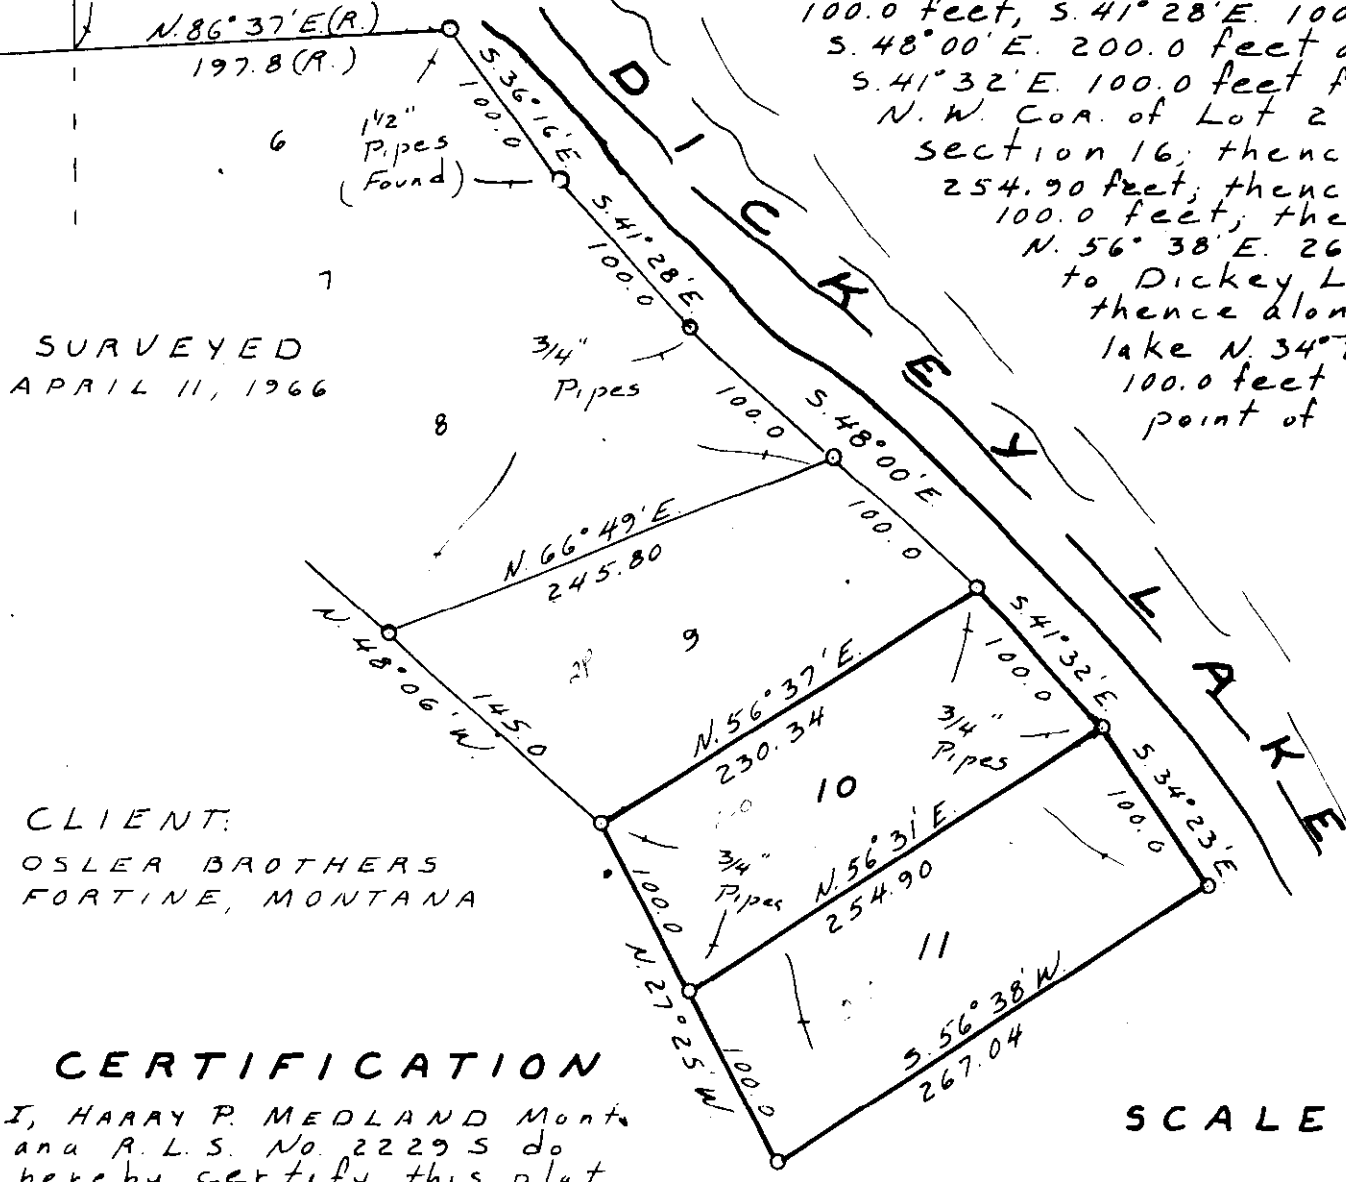 N. 86° 37' E. (R.)
197.8 (R.)
6
1 1/2"
Pipes
(Found)
S. 36° 16' E.
100.0
7
S. 41° 28' E.
100.0
SURVEYED
APRIL 11, 1966
3/4"
Pipes
8
100.0
S. 48° 00' E.
100.0
N. 66° 49' E.
245.80
N. 48° 06' W.
145.0
9
N. 56° 37' E.
230.34
S. 41° 32' E.
100.0
3/4"
Pipes
10
CLIENT:
OSLER BROTHERS
FORTINE, MONTANA
3/4"
Pipes
N. 56° 31' E.
254.90
S. 34° 23' E.
100.0
100.0
N. 27° 25' W.
100.0
11
S. 56° 38' W.
267.04
DICKEY LAKE
100.0 feet, S. 41° 28' E. 100
S. 48° 00' E. 200.0 feet
S. 41° 32' E. 100.0 feet f
N. W. COR. of Lot 2
section 16; thenc
254.90 feet; thenc
100.0 feet; the
N. 56° 38' E. 26
to Dickey L
thence alon
lake N. 34°
100.0 feet
point of
CERTIFICATION
I, HARRY P. MEDLAND Mont.
ana R. L. S. No. 2229 S do
hereby certify this plat
SCALE